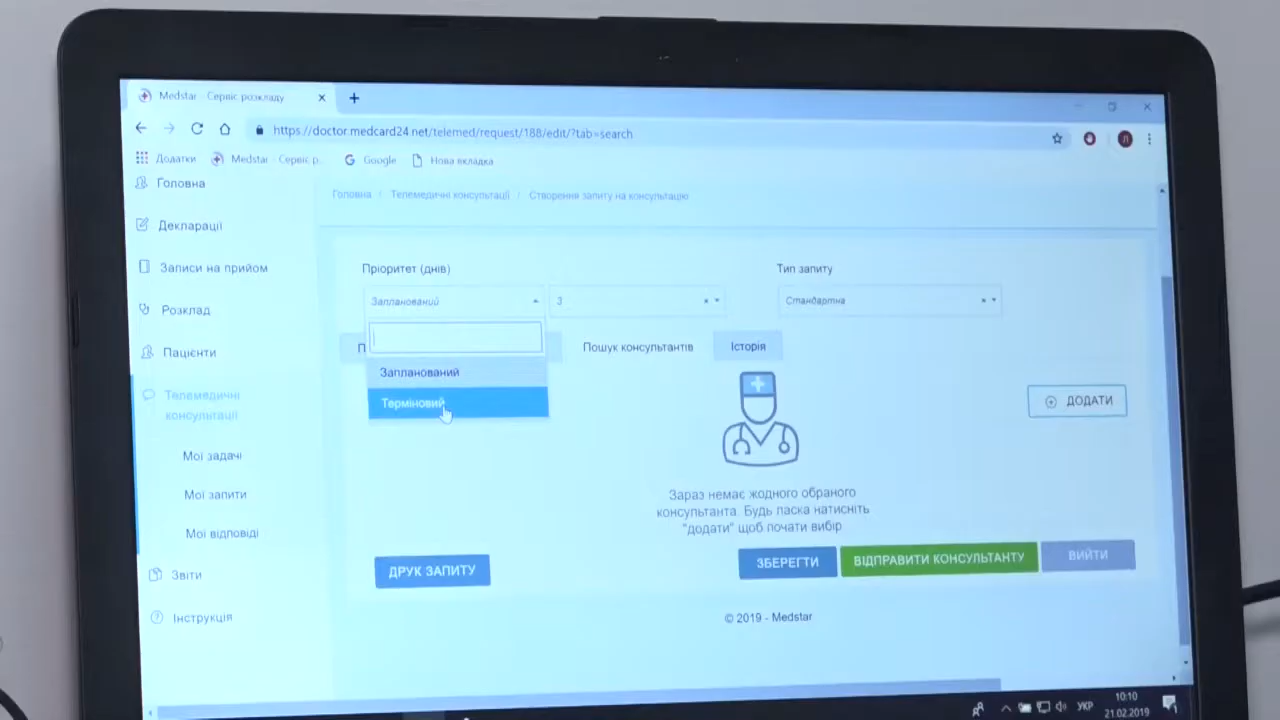 Medstar - Сервіс розкладу
https://doctor.medcard24.net/telemed/request/188/edit/?tab=search
Л
Додатки
Medstar - Сервіс р...
Google
Нова вкладка
Головна
Декларації
Записи на прийом
Розклад
Пацієнти
Телемедичні
консультації
Мої задачі
Мої запити
Мої відповіді
Звіти
Інструкція
Головна / Телемедичні консультації / Створення запиту на консультацію
Пріоритет (днів)
Тип запиту
Запланований
3
Стандартна
П
Пошук консультантів
Історія
Запланований
Терміновий
ДОДАТИ
Зараз немає жодного обраного
консультанта. Будь ласка натисніть
"додати" щоб почати вибір
ДРУК ЗАПИТУ
ЗБЕРЕГТИ
ВІДПРАВИТИ КОНСУЛЬТАНТУ
ВИЙТИ
© 2019 - Medstar
УКР
10:10
21.02.2019
1